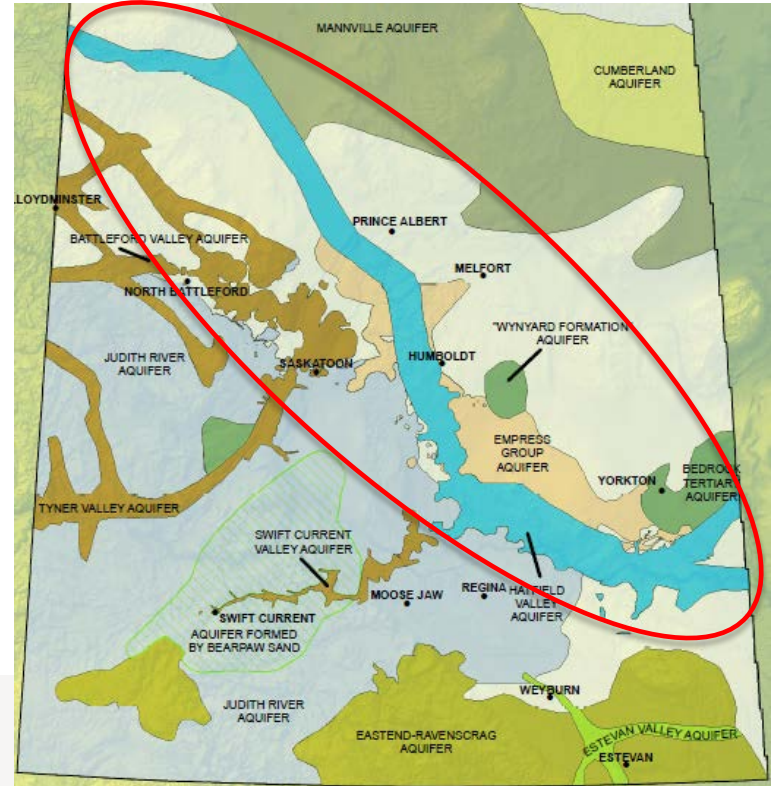 MANNVILLE AQUIFER
CUMBERLAND
AQUIFER
LLOYDMINSTER
PRINCE ALBERT
BATTLEFORD VALLEY AQUIFER
MELFORT
NORTH BATTLEFORD
"WYNYARD FORMATION"
AQUIFER
JUDITH RIVER
AQUIFER
SASKATOON
HUMBOLDT
EMPRESS
GROUP
AQUIFER
YORKTON
BEDROCK
TERTIARY
AQUIFER
TYNER VALLEY AQUIFER
SWIFT CURRENT
VALLEY AQUIFER
MOOSE JAW
REGINA
HATFIELD
VALLEY
AQUIFER
SWIFT CURRENT
AQUIFER FORMED
BY BEARPAW SAND
WEYBURN
JUDITH RIVER
AQUIFER
EASTEND-RAVENSCRAG
AQUIFER
ESTEVAN VALLEY AQUIFER
ESTEVAN